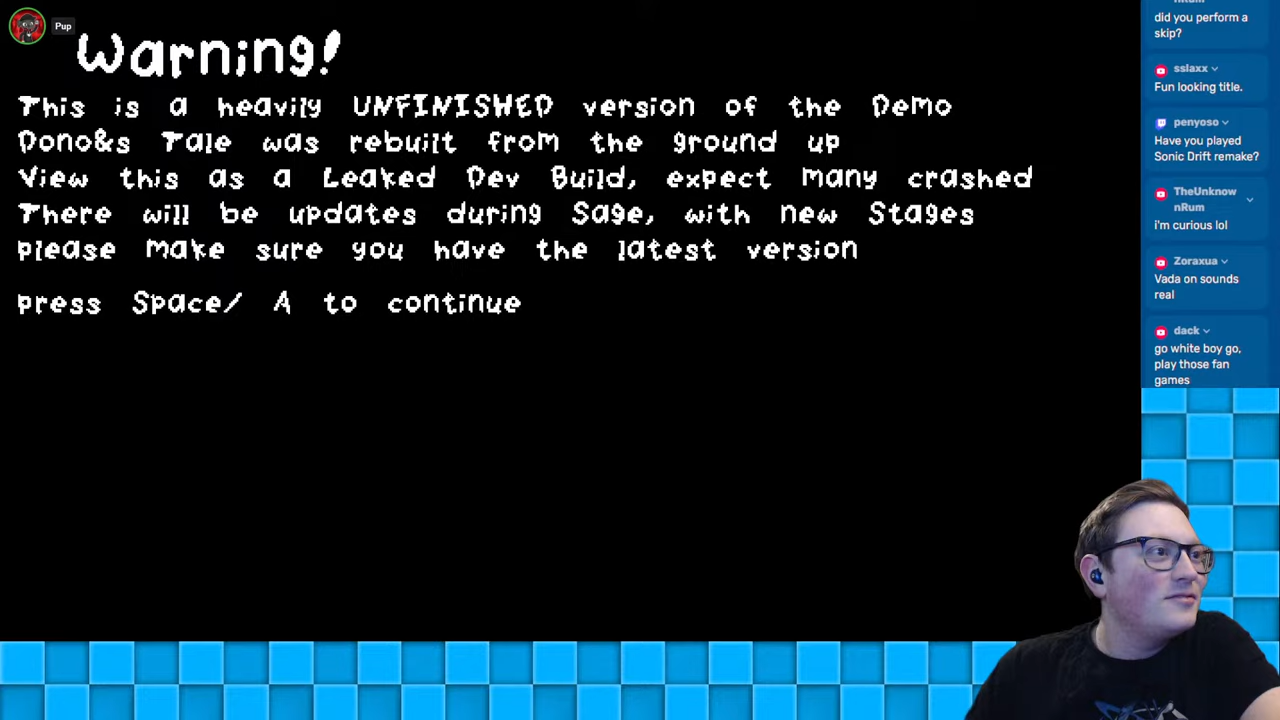 Pup
Warning!
This is a heavily UNFINISHED version of the Demo
Dono&s Tale was rebuilt from the ground up
View this as a Leaked Dev Build, expect many crashed
There will be updates during Sage, with new Stages
please make sure you have the latest version
press Space/ A to continue
did you perform a
skip?
sslaxx
Fun looking title.
penyoso
Have you played
Sonic Drift remake?
TheUnknow
nRum
i'm curious lol
Zoraxua
Vada on sounds
real
dack
go white boy go,
play those fan
games